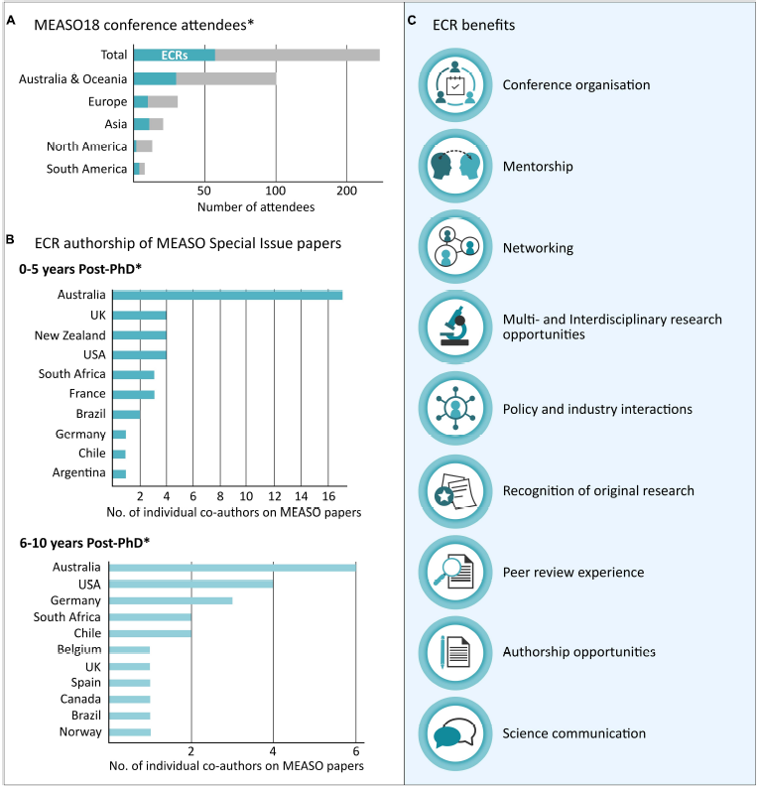 A MEASO18 conference attendees*
Total
ECRs
Australia & Oceania
Europe
Asia
North America
South America
50 100 200
Number of attendees
B ECR authorship of MEASO Special Issue papers
0-5 years Post-PhD*
Australia
UK
New Zealand
USA
South Africa
France
Brazil
Germany
Chile
Argentina
2 4 6 8 10 12 14 16
No. of individual co-authors on MEASO papers
6-10 years Post-PhD*
Australia
USA
Germany
South Africa
Chile
Belgium
UK
Spain
Canada
Brazil
Norway
2 4 6
No. of individual co-authors on MEASO papers
C ECR benefits
Conference organisation
Mentorship
Networking
Multi- and Interdisciplinary research
opportunities
Policy and industry interactions
Recognition of original research
Peer review experience
Authorship opportunities
Science communication